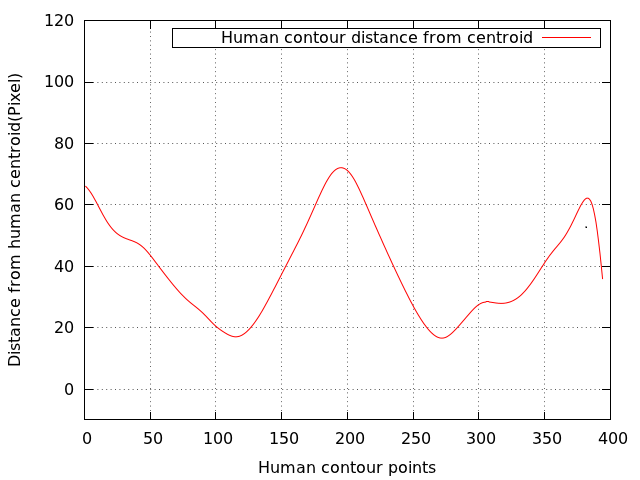 Human contour distance from centroid
120
100
80
60
40
20
0
Distance from human centroid(Pixel)
0 50 100 150 200 250 300 350 400
Human contour points